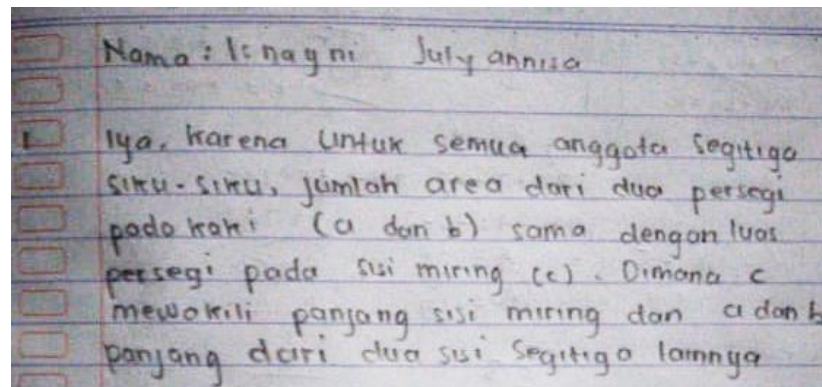 Nama : Isnagni July annisa
1. Iya, karena untuk semua anggota segitiga
siku-siku, jumlah area dari dua persegi
pada kaki (a dan b) sama dengan luas
persegi pada sisi miring (c). Dimana c
mewakili panjang sisi miring dan a dan b
panjang dari dua sisi segitiga lainnya